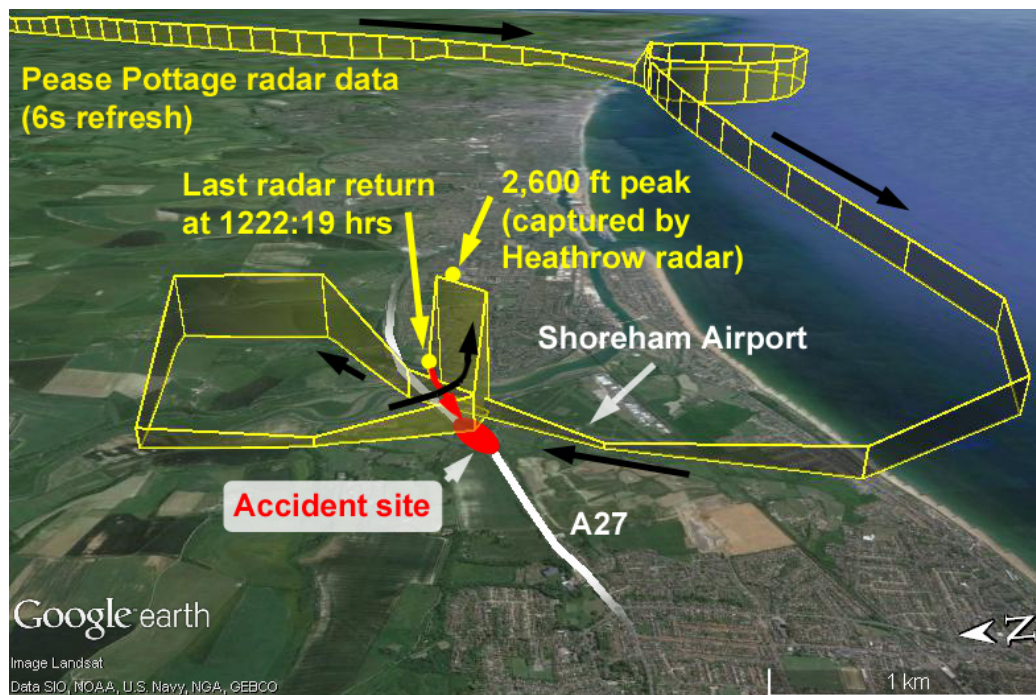 Pease Pottage radar data
(6s refresh)
Last radar return
at 1222:19 hrs
2,600 ft peak
(captured by
Heathrow radar)
Shoreham Airport
Accident site
A27
Google earth
Image Landsat
Data SIO, NOAA, U.S. Navy, NGA, GEBCO
N
1 km